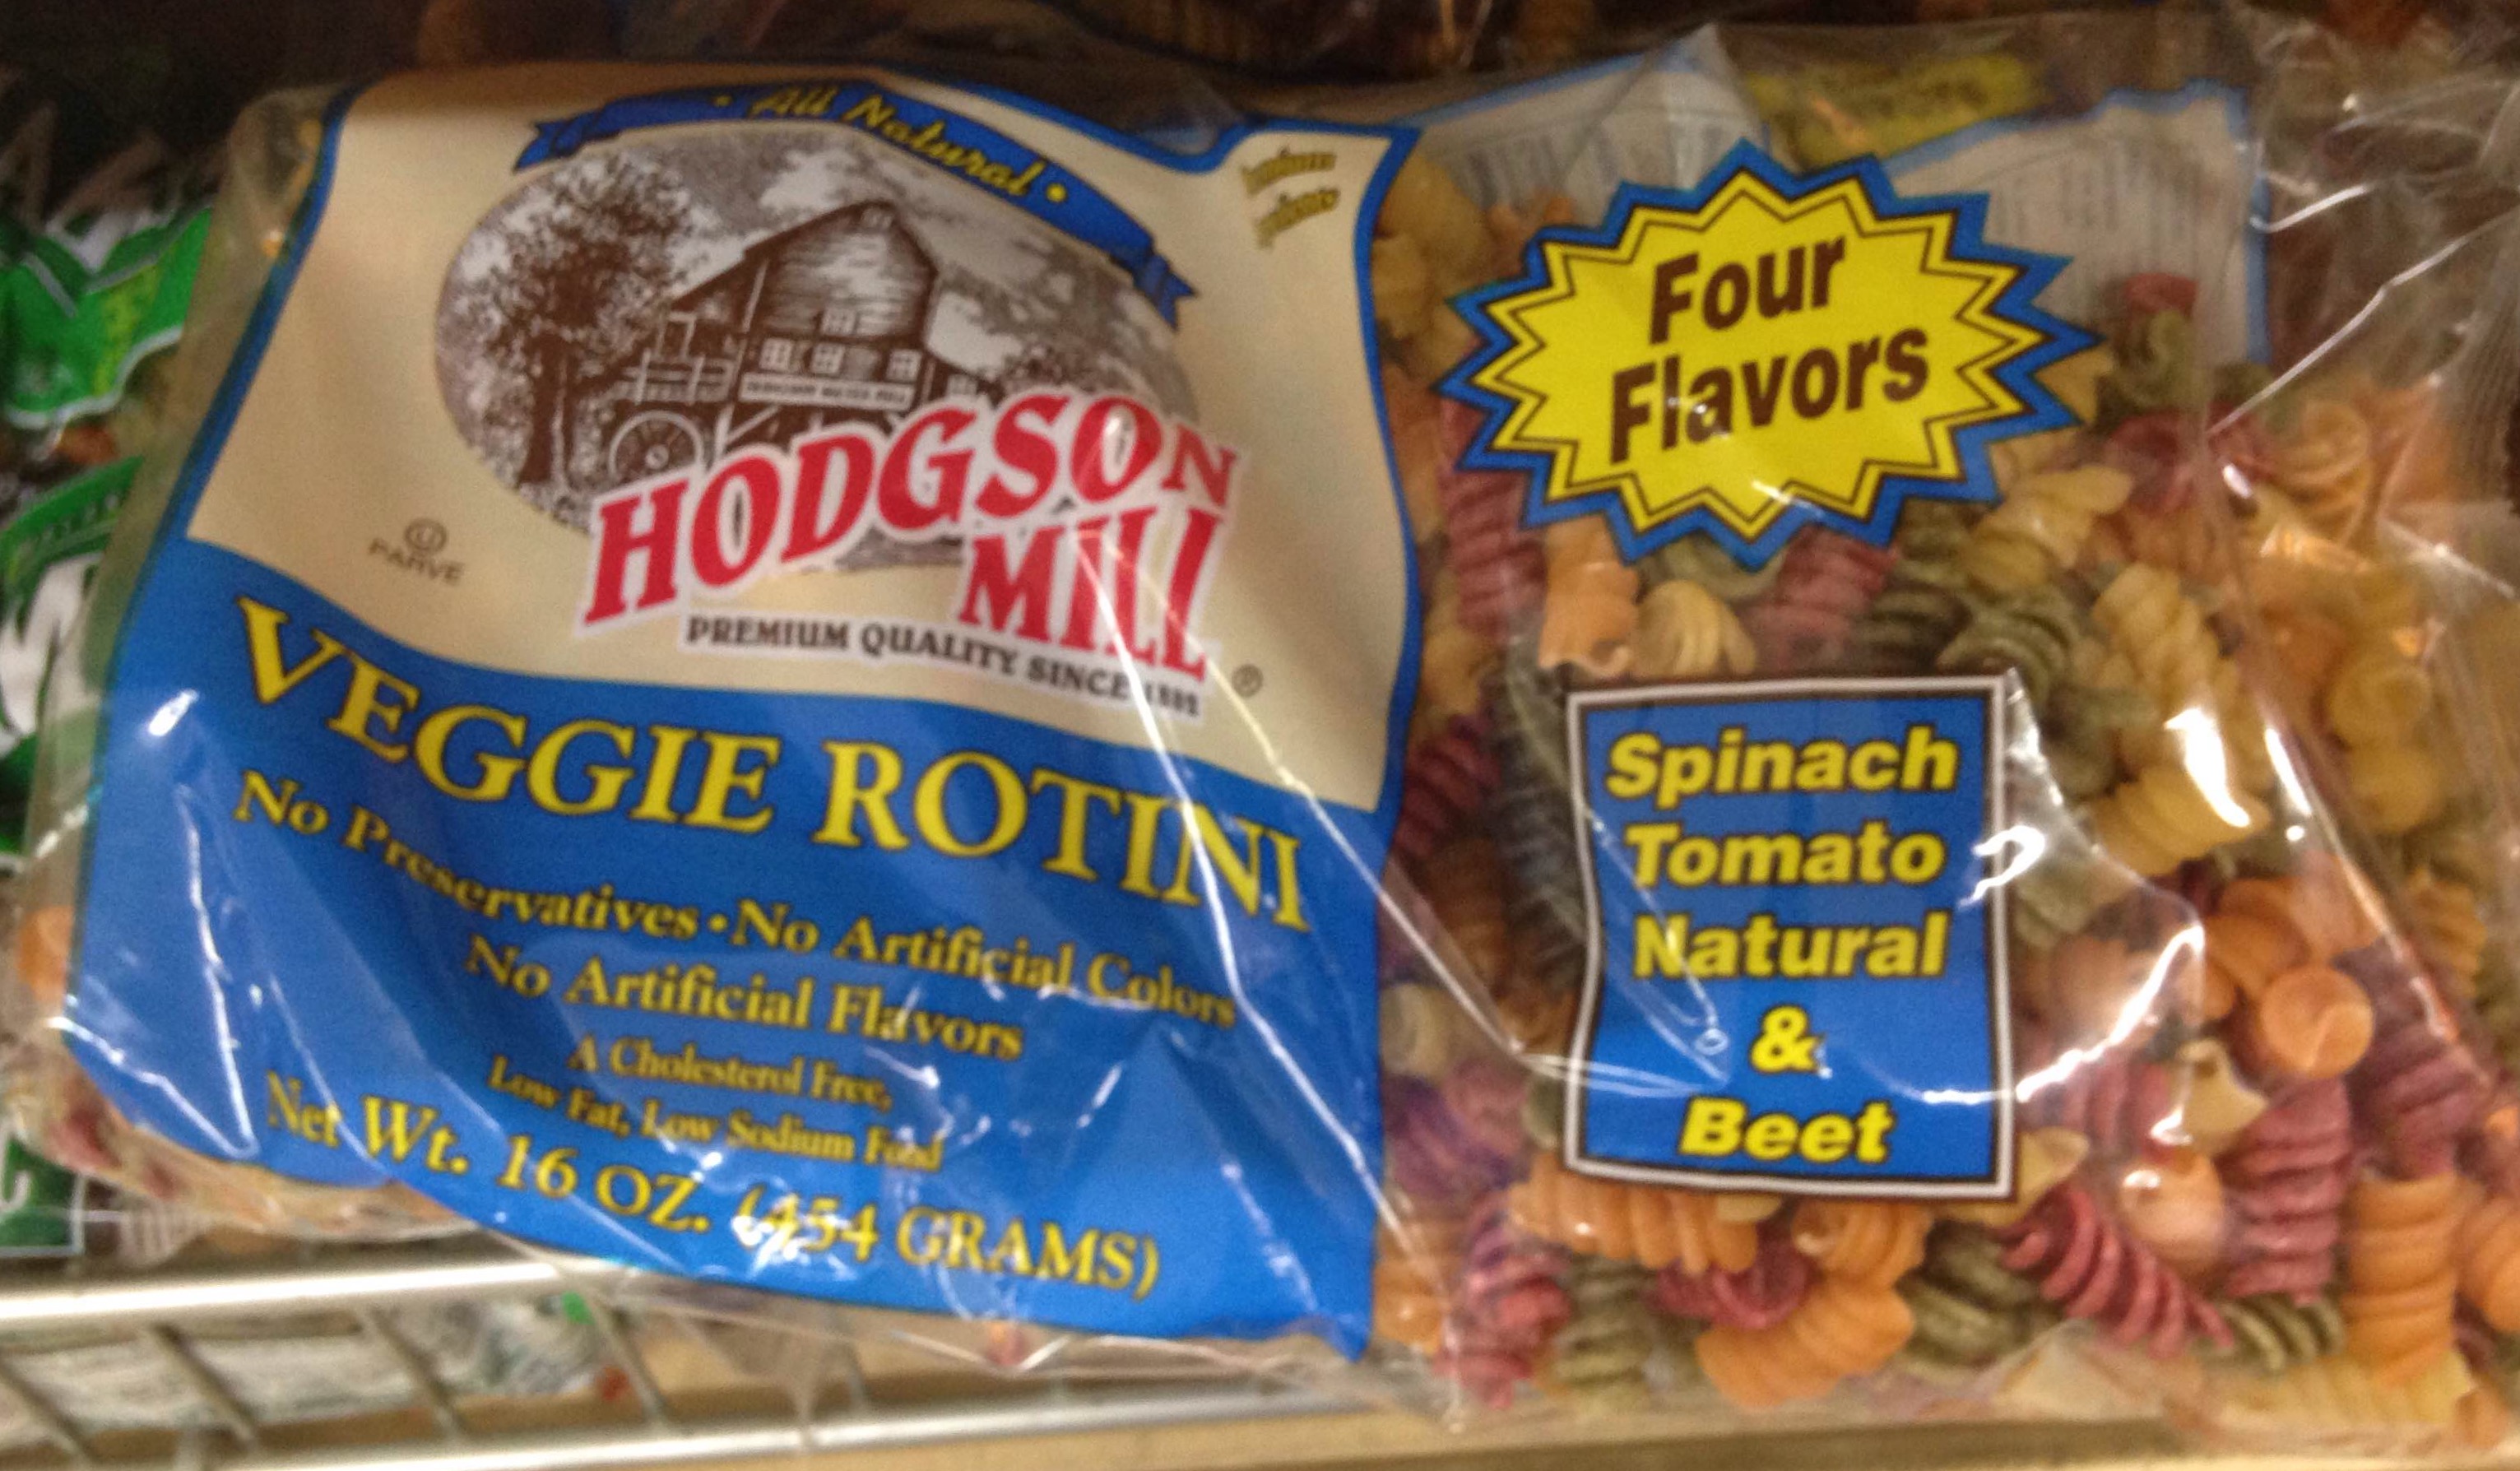 All Natural
HODGSON
MILL
PREMIUM QUALITY SINCE 1882
®
U
PARVE
VEGGIE ROTINI
No Preservatives • No Artificial Colors
No Artificial Flavors
A Cholesterol Free,
Low Fat, Low Sodium Food
Net Wt. 16 OZ. (454 GRAMS)
Four
Flavors
Spinach
Tomato
Natural
&
Beet